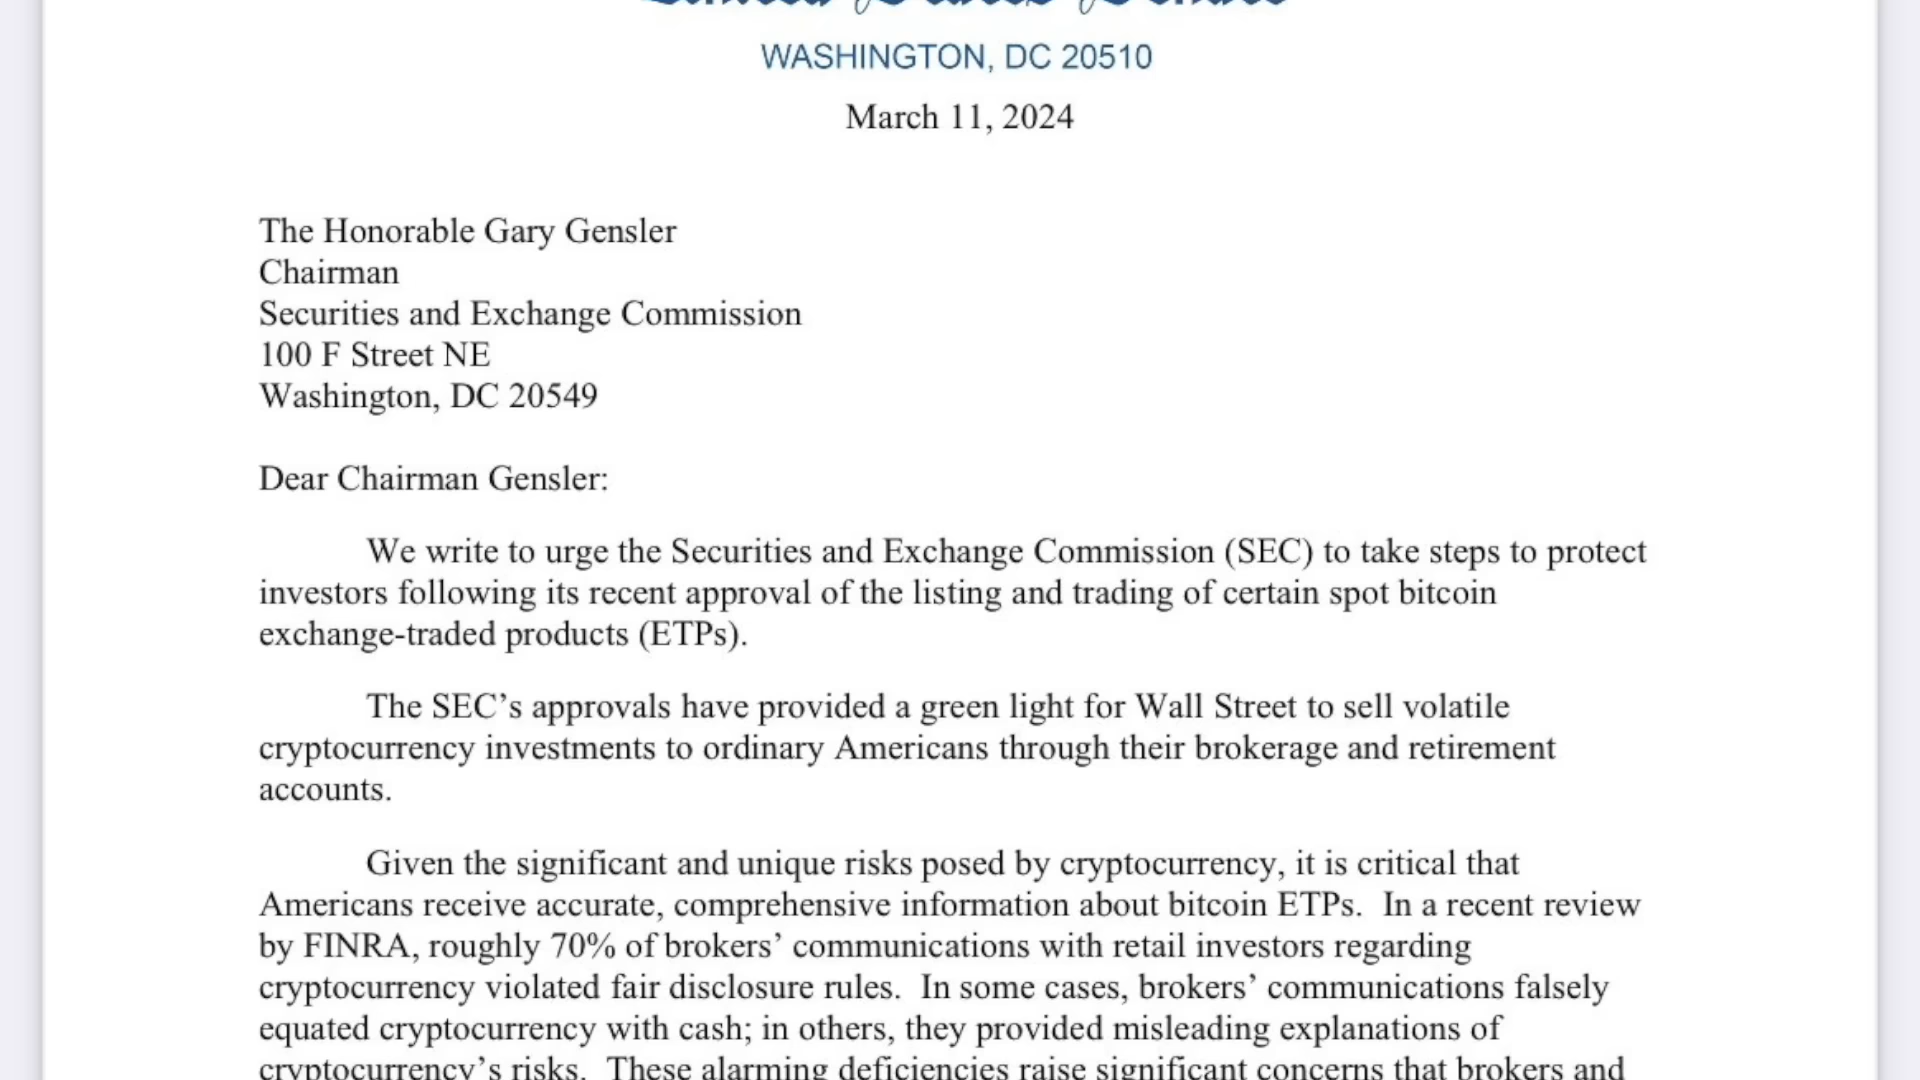 United States Senate
WASHINGTON, DC 20510
March 11, 2024
The Honorable Gary Gensler
Chairman
Securities and Exchange Commission
100 F Street NE
Washington, DC 20549
Dear Chairman Gensler:
We write to urge the Securities and Exchange Commission (SEC) to take steps to protect
investors following its recent approval of the listing and trading of certain spot bitcoin
exchange-traded products (ETPs).
The SEC’s approvals have provided a green light for Wall Street to sell volatile
cryptocurrency investments to ordinary Americans through their brokerage and retirement
accounts.
Given the significant and unique risks posed by cryptocurrency, it is critical that
Americans receive accurate, comprehensive information about bitcoin ETPs.  In a recent review
by FINRA, roughly 70% of brokers’ communications with retail investors regarding
cryptocurrency violated fair disclosure rules.  In some cases, brokers’ communications falsely
equated cryptocurrency with cash; in others, they provided misleading explanations of
cryptocurrency’s risks.  These alarming deficiencies raise significant concerns that brokers and